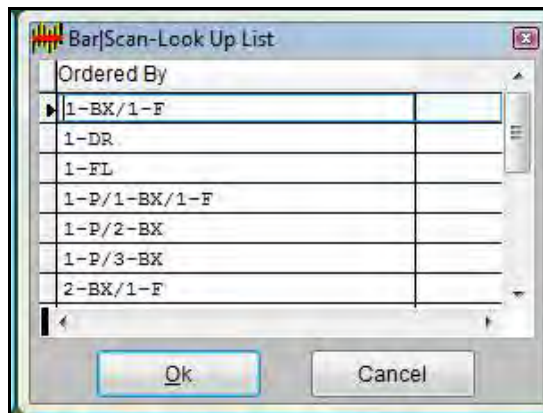 Bar|Scan-Look Up List
Ordered By
1-BX/1-F
1-DR
1-FL
1-P/1-BX/1-F
1-P/2-BX
1-P/3-BX
2-BX/1-F
Ok Cancel